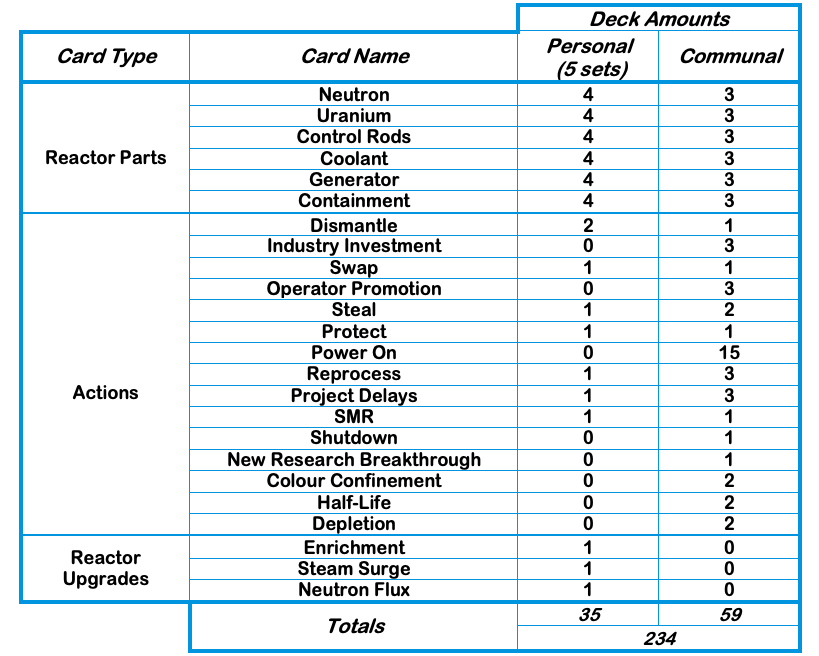 Deck Amounts
Card Type Card Name Personal (5 sets) Communal
Reactor Parts
Neutron 4 3
Uranium 4 3
Control Rods 4 3
Coolant 4 3
Generator 4 3
Containment 4 3
Actions
Dismantle 2 1
Industry Investment 0 3
Swap 1 1
Operator Promotion 0 3
Steal 1 2
Protect 1 1
Power On 0 15
Reprocess 1 3
Project Delays 1 3
SMR 1 1
Shutdown 0 1
New Research Breakthrough 0 1
Colour Confinement 0 2
Half-Life 0 2
Depletion 0 2
Reactor
Upgrades
Enrichment 1 0
Steam Surge 1 0
Neutron Flux 1 0
Totals 35 59
234